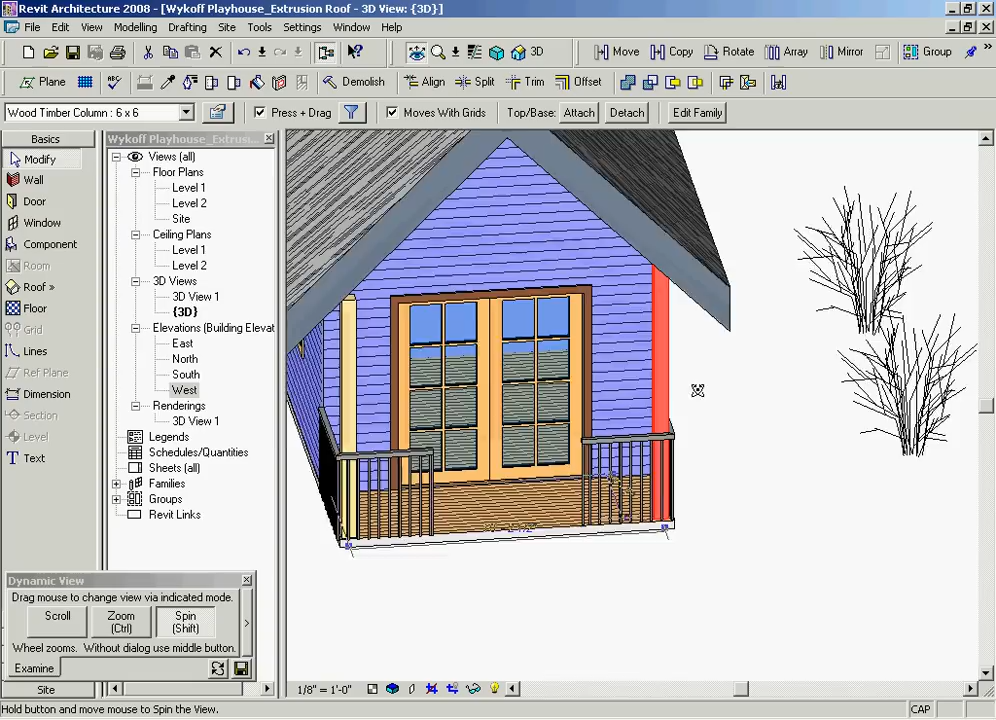 Revit Architecture 2008 - [Wykoff Playhouse_Extrusion Roof - 3D View: {3D}]
File Edit View Modelling Drafting Site Tools Settings Window Help
3D Move Copy Rotate Array Mirror Group »
Plane Demolish Align Split Trim Offset
Wood Timber Column : 6 x 6 Press + Drag Moves With Grids Top/Base: Attach Detach Edit Family
Basics
Modify
Wall
Door
Window
Component
Room
Roof »
Floor
Grid
Lines
Ref Plane
Dimension
Section
Level
Text
Wykoff Playhouse_Extrusi...
Views (all)
Floor Plans
Level 1
Level 2
Site
Ceiling Plans
Level 1
Level 2
3D Views
3D View 1
{3D}
Elevations (Building Elevat
East
North
South
West
Renderings
3D View 1
Legends
Schedules/Quantities
Sheets (all)
Families
Groups
Revit Links
Dynamic View
Drag mouse to change view via indicated mode.
Scroll
Zoom (Ctrl)
Spin (Shift)
>
Wheel zooms. Without dialog use middle button.
Examine
Site
1/8" = 1'-0"
Hold button and move mouse to Spin the View.
CAP